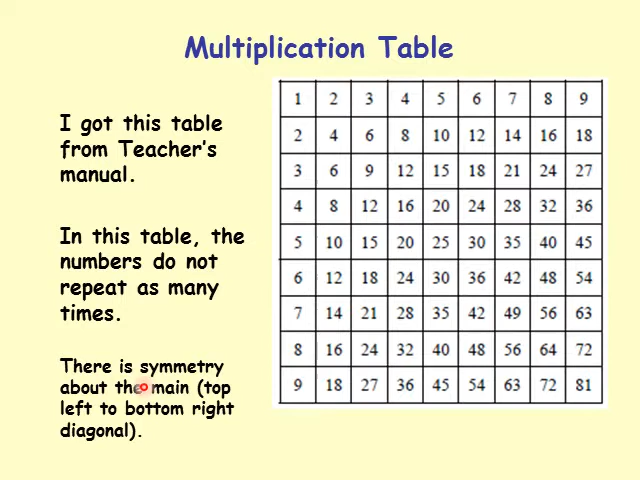 Multiplication Table
I got this table
from Teacher's
manual.
In this table, the
numbers do not
repeat as many
times.
There is symmetry
about the main (top
left to bottom right
diagonal).
1 2 3 4 5 6 7 8 9
2 4 6 8 10 12 14 16 18
3 6 9 12 15 18 21 24 27
4 8 12 16 20 24 28 32 36
5 10 15 20 25 30 35 40 45
6 12 18 24 30 36 42 48 54
7 14 21 28 35 42 49 56 63
8 16 24 32 40 48 56 64 72
9 18 27 36 45 54 63 72 81